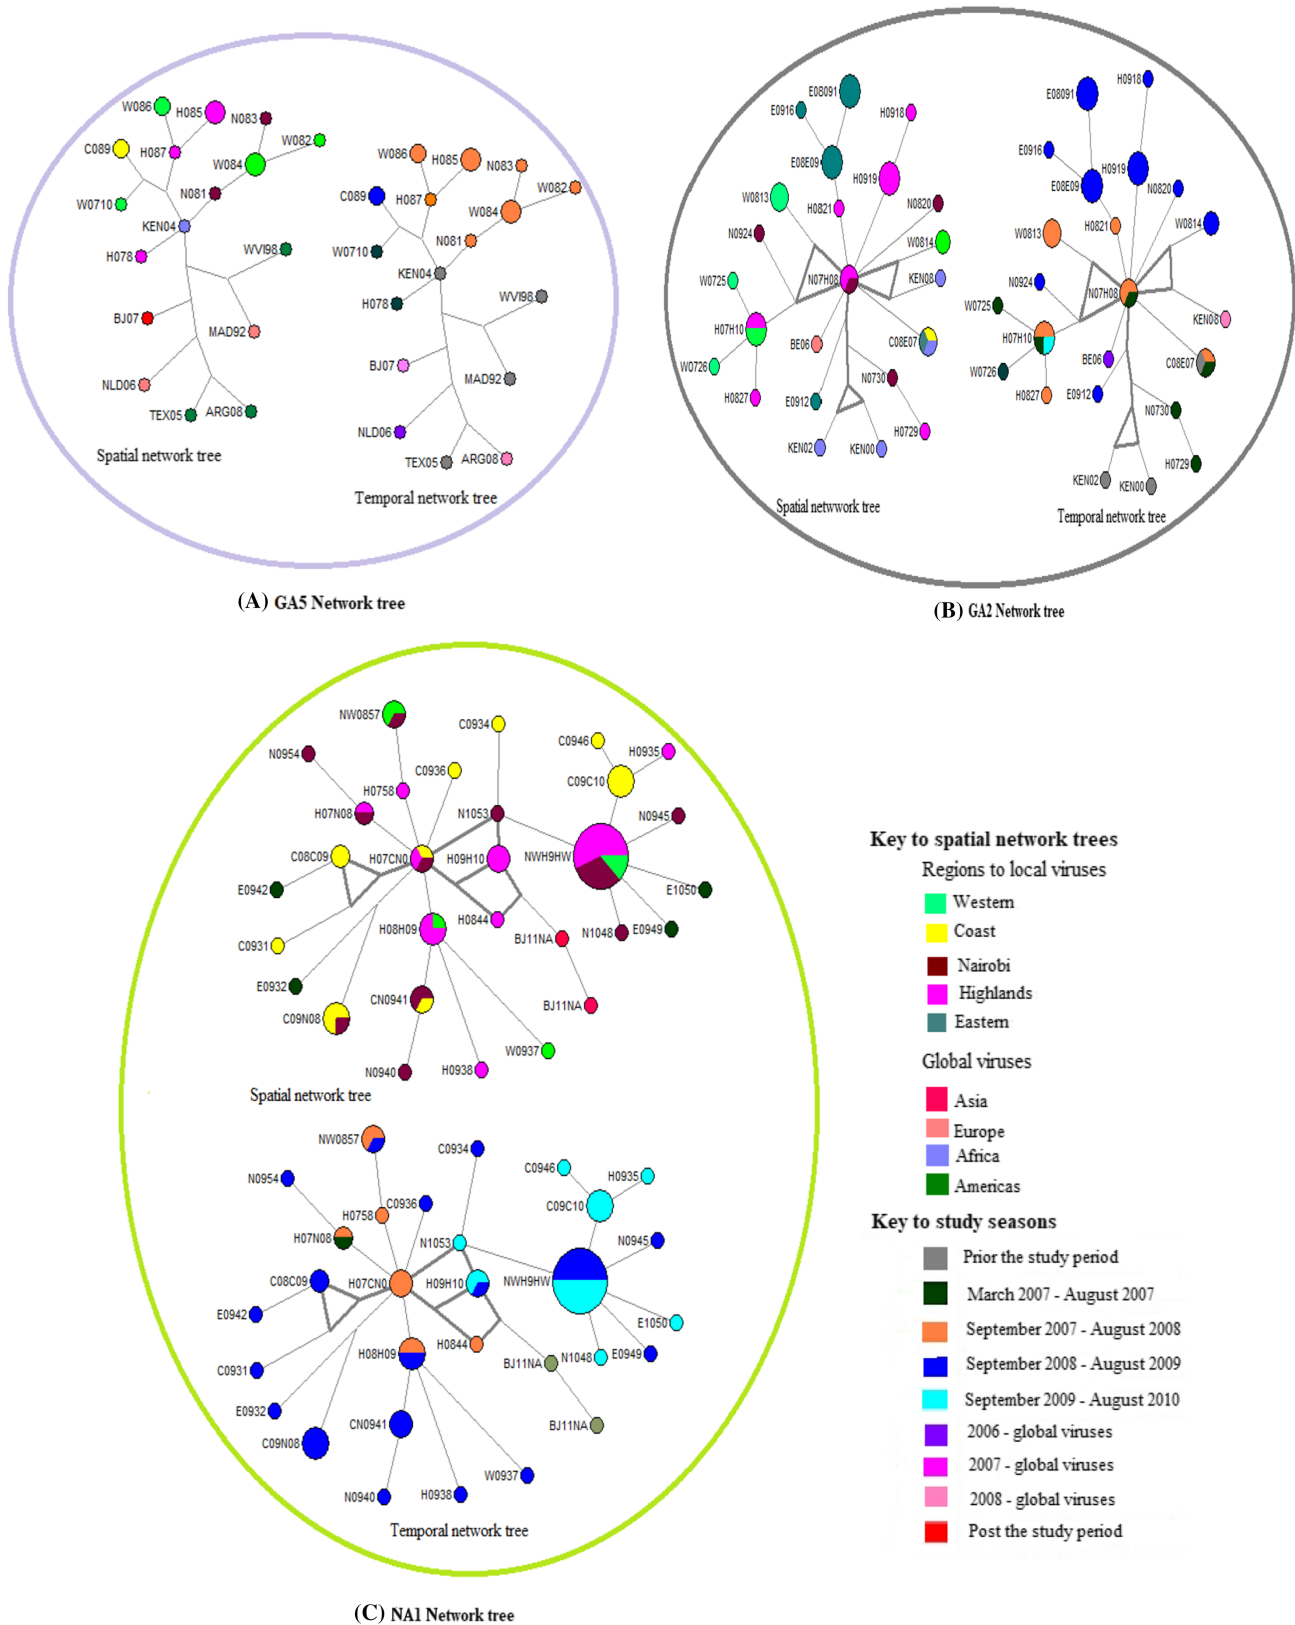 W086
H085
N083
W082
C089
H087
W084
W0710
N081
KEN04
H078
WVI98
BJ07
MAD92
NLD06
TEX05
ARG08
Spatial network tree
W086
H085
N083
W082
C089
H087
W084
W0710
N081
KEN04
H078
WVI98
BJ07
MAD92
NLD06
TEX05
ARG08
Temporal network tree
(A) GA5 Network tree
E08091
E0916
H0918
E08E09
H0919
W0813
H0821
N0820
N0924
W0814
W0725
N07H08
KEN08
H07H10
BE06
C08E07
W0726
N0730
H0827
E0912
H0729
KEN02
KEN00
Spatial netwwork tree
H0918
E08091
E0916
H0919
E08E09
N0820
W0813
H0821
W0814
N0924
N07H08
W0725
KEN08
H07H10
BE06
C08E07
W0726
H0827
E0912
N0730
H0729
KEN02
KEN00
Temporal network tree
(B) GA2 Network tree
NW0857
C0934
C0946
H0935
N0954
C0936
C09C10
H0758
H07N08
N1053
N0945
C08C09
H07CN0
H09H10
NWH9HW
E0942
E1050
H08H09
H0844
C0931
BJ11NA
N1048
E0949
E0932
CN0941
BJ11NA
C09N08
W0937
N0940
H0938
Spatial network tree
NW0857
C0934
C0946
H0935
N0954
C0936
C09C10
H0758
H07N08
N1053
N0945
C08C09
H07CN0
H09H10
NWH9HW
E0942
E1050
H08H09
H0844
C0931
BJ11NA
N1048
E0949
E0932
CN0941
BJ11NA
C09N08
W0937
N0940
H0938
Temporal network tree
(C) NA1 Network tree
Key to spatial network trees
Regions to local viruses
Western
Coast
Nairobi
Highlands
Eastern
Global viruses
Asia
Europe
Africa
Americas
Key to study seasons
Prior the study period
March 2007 - August 2007
September 2007 - August 2008
September 2008 - August 2009
September 2009 - August 2010
2006 - global viruses
2007 - global viruses
2008 - global viruses
Post the study period